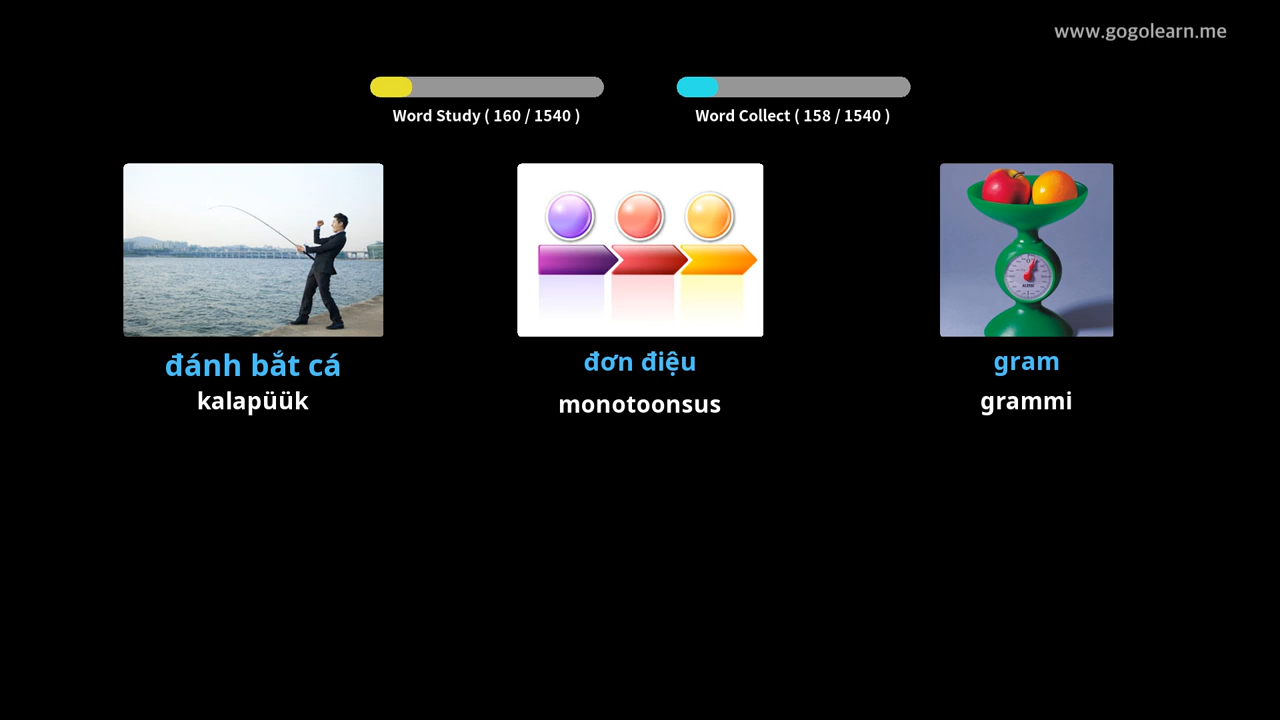 www.gogolearn.me
Word Study ( 160 / 1540 )
Word Collect ( 158 / 1540 )
đánh bắt cá
kalapüük
đơn điệu
monotoonsus
gram
grammi